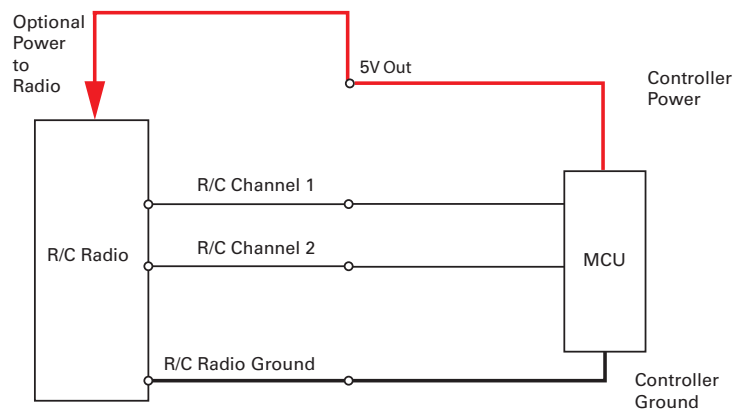 Optional
Power
to
Radio
5V Out
Controller
Power
R/C Channel 1
R/C Channel 2
R/C Radio
MCU
R/C Radio Ground
Controller
Ground